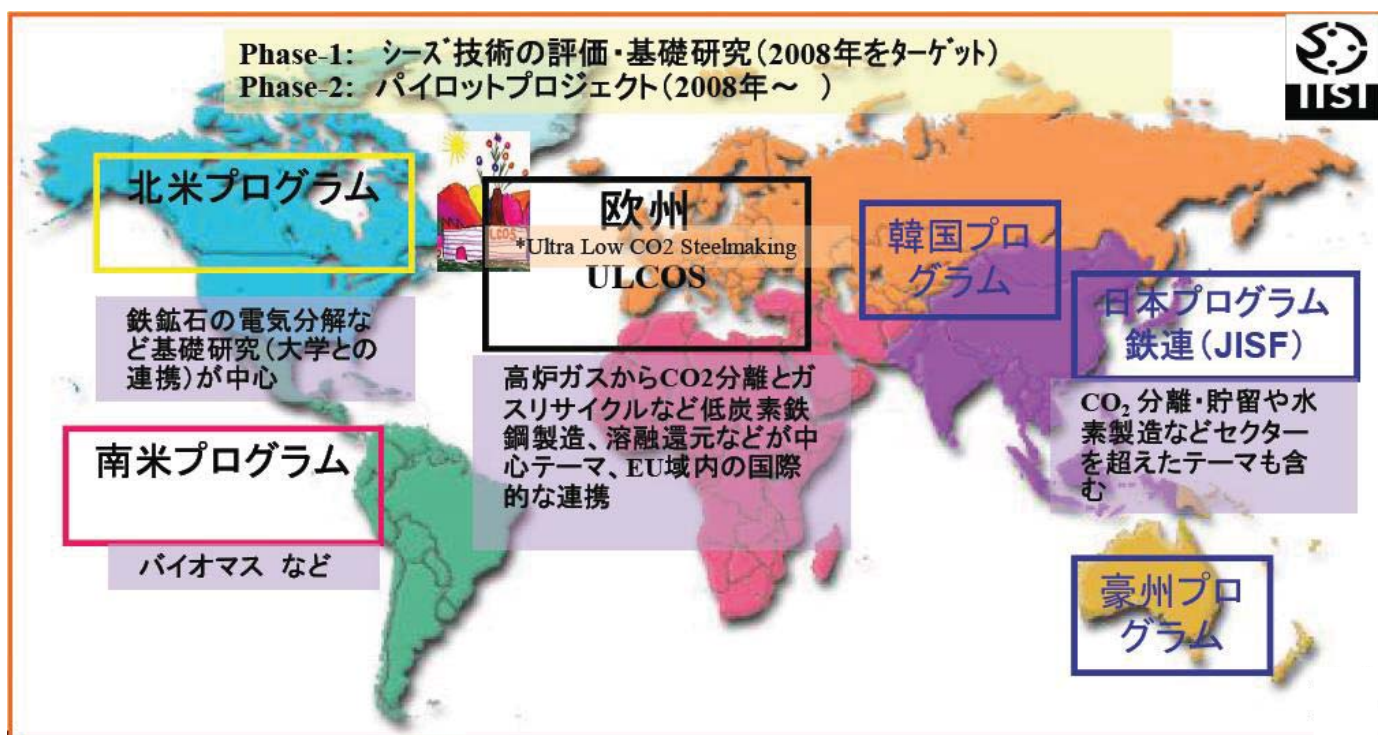 Phase-1: シーズ技術の評価・基礎研究(2008年をターゲット)
Phase-2: パイロットプロジェクト(2008年～ )
IISI
北米プログラム
鉄鉱石の電気分解な
ど基礎研究(大学との
連携)が中心
南米プログラム
バイオマス など
欧州
*Ultra Low CO2 Steelmaking
ULCOS
高炉ガスからCO2分離とガ
スリサイクルなど低炭素鉄
鋼製造、溶融還元などが中
心テーマ、EU域内の国際
的な連携
韓国プロ
グラム
日本プログラム
鉄連(JISF)
CO₂ 分離・貯留や水
素製造などセクター
を超えたテーマも含
む
豪州プロ
グラム